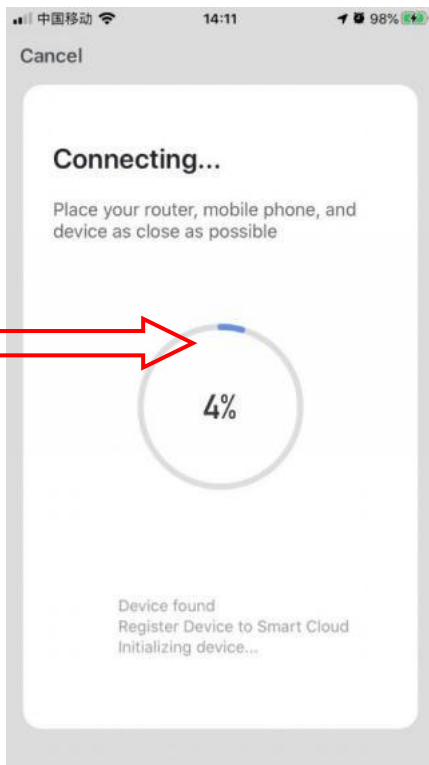 中国移动 14:11 98%
Cancel
Connecting...
Place your router, mobile phone, and
device as close as possible
4%
Device found
Register Device to Smart Cloud
Initializing device...